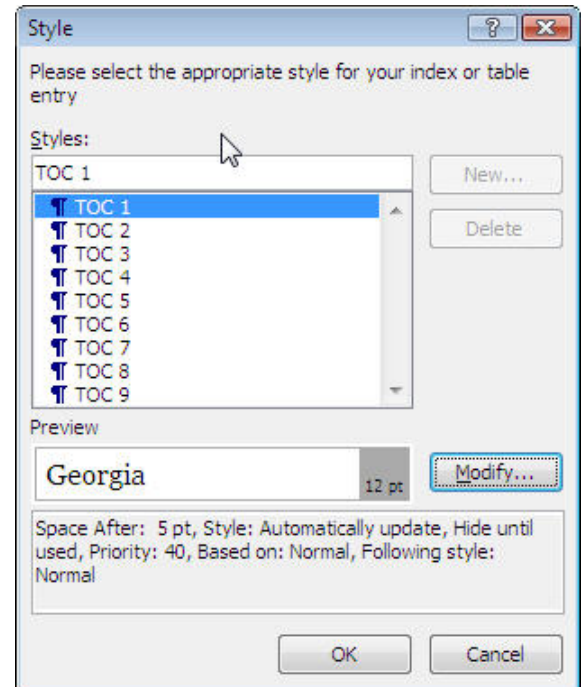 Style
Please select the appropriate style for your index or table
entry
Styles:
TOC 1
New...
¶ TOC 1
¶ TOC 2
¶ TOC 3
¶ TOC 4
¶ TOC 5
¶ TOC 6
¶ TOC 7
¶ TOC 8
¶ TOC 9
Delete
Preview
Georgia
12 pt
Modify...
Space After:  5 pt, Style: Automatically update, Hide until
used, Priority: 40, Based on: Normal, Following style:
Normal
OK
Cancel